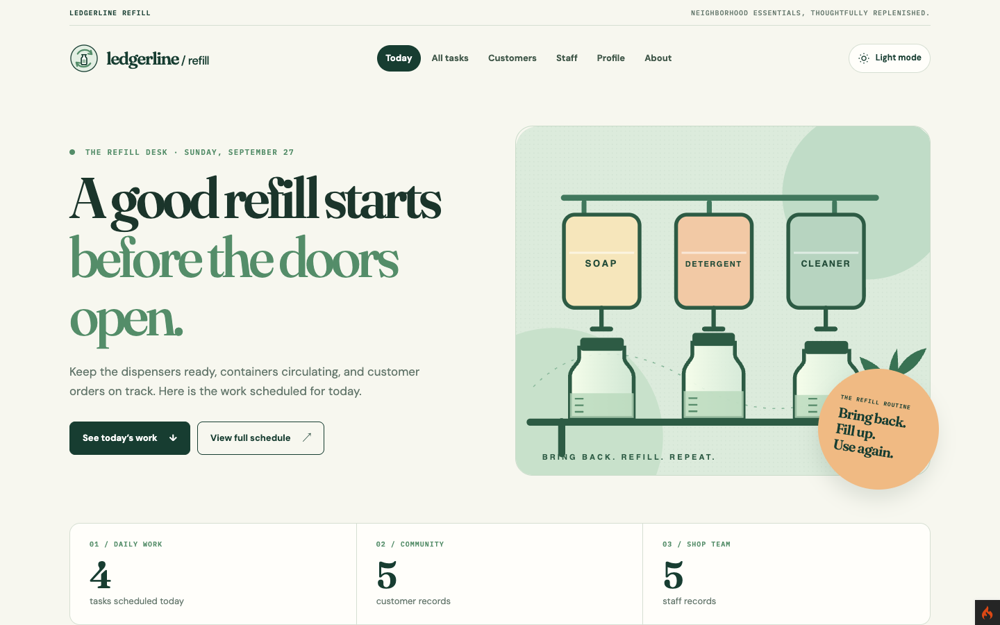 LEDGERLINE REFILL
NEIGHBORHOOD ESSENTIALS, THOUGHTFULLY REPLENISHED.
ledgerline / refill
Today
All tasks
Customers
Staff
Profile
About
Light mode
THE REFILL DESK · SUNDAY, SEPTEMBER 27
A good refill starts
before the doors
open.
Keep the dispensers ready, containers circulating, and customer
orders on track. Here is the work scheduled for today.
See today’s work ↓
View full schedule ↗
SOAP
DETERGENT
CLEANER
BRING BACK. REFILL. REPEAT.
THE REFILL ROUTINE
Bring back.
Fill up.
Use again.
01 / DAILY WORK
4
tasks scheduled today
02 / COMMUNITY
5
customer records
03 / SHOP TEAM
5
staff records